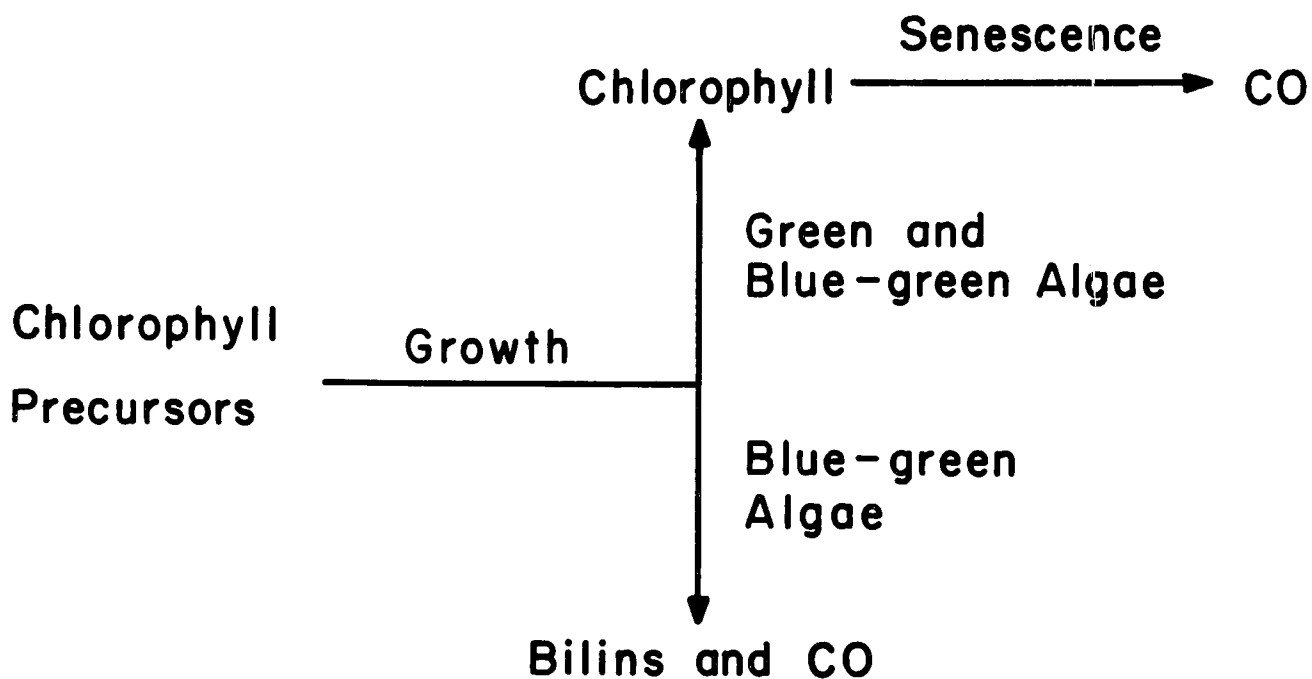 Senescence
Chlorophyll
CO
Green and
Blue-green Algae
Chlorophyll
Precursors
Growth
Blue-green
Algae
Bilins and CO